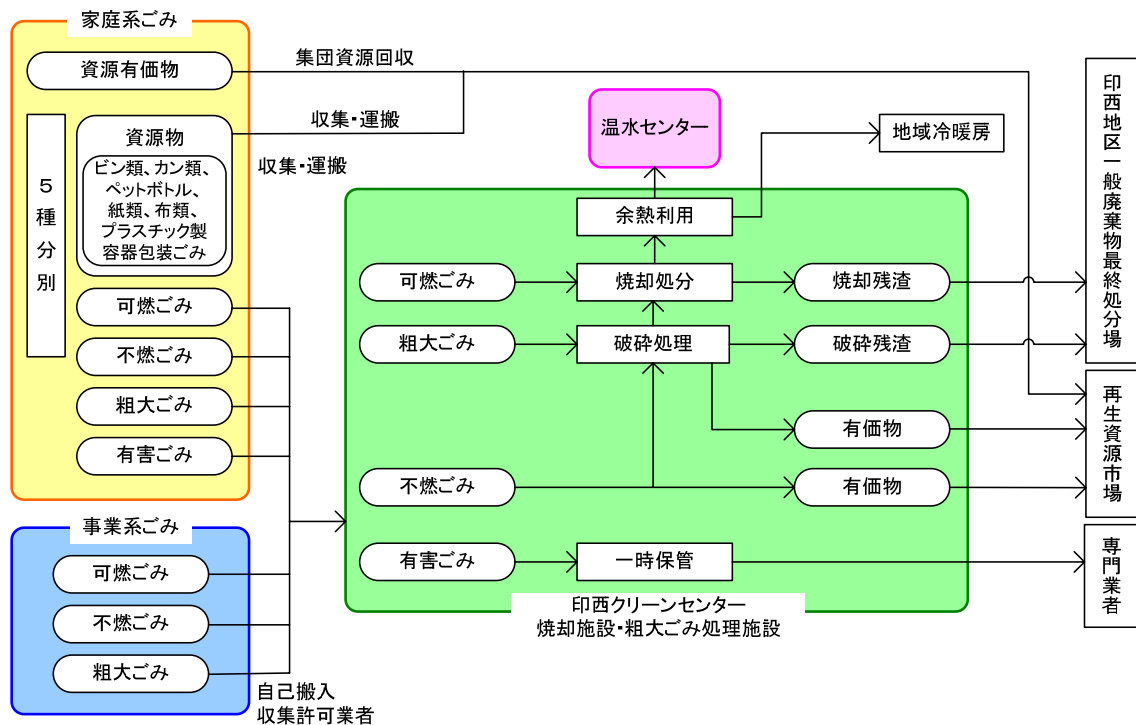 家庭系ごみ
資源有価物
集団資源回収
5種分別
資源物
ビン類、カン類、
ペットボトル、
紙類、布類、
プラスチック製
容器包装ごみ
収集・運搬
収集・運搬
可燃ごみ
不燃ごみ
粗大ごみ
有害ごみ
事業系ごみ
可燃ごみ
不燃ごみ
粗大ごみ
自己搬入
収集許可業者
温水センター
地域冷暖房
余熱利用
可燃ごみ
焼却処分
焼却残渣
粗大ごみ
破砕処理
破砕残渣
有価物
不燃ごみ
有価物
有害ごみ
一時保管
印西クリーンセンター
焼却施設・粗大ごみ処理施設
印西地区一般廃棄物最終処分場
再生資源市場
専門業者